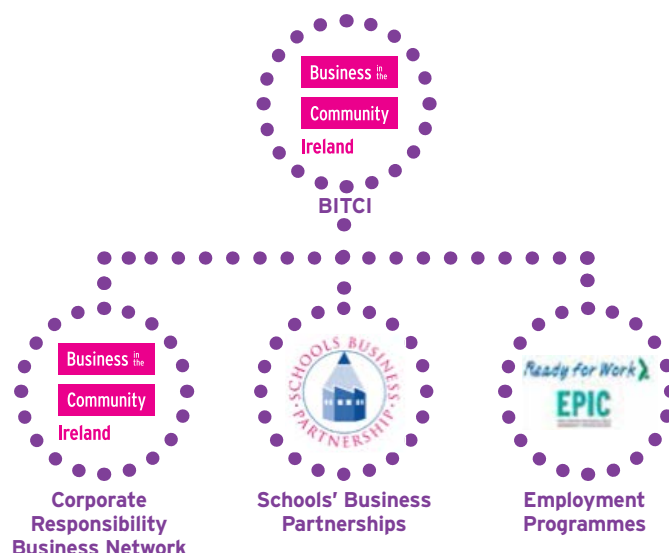 Business in the
Community
Ireland
BITCI
Business in the
Community
Ireland
SCHOOLS BUSINESS
PARTNERSHIP
Ready for Work
EPIC
Corporate
Responsibility
Business Network
Schools’ Business
Partnerships
Employment
Programmes